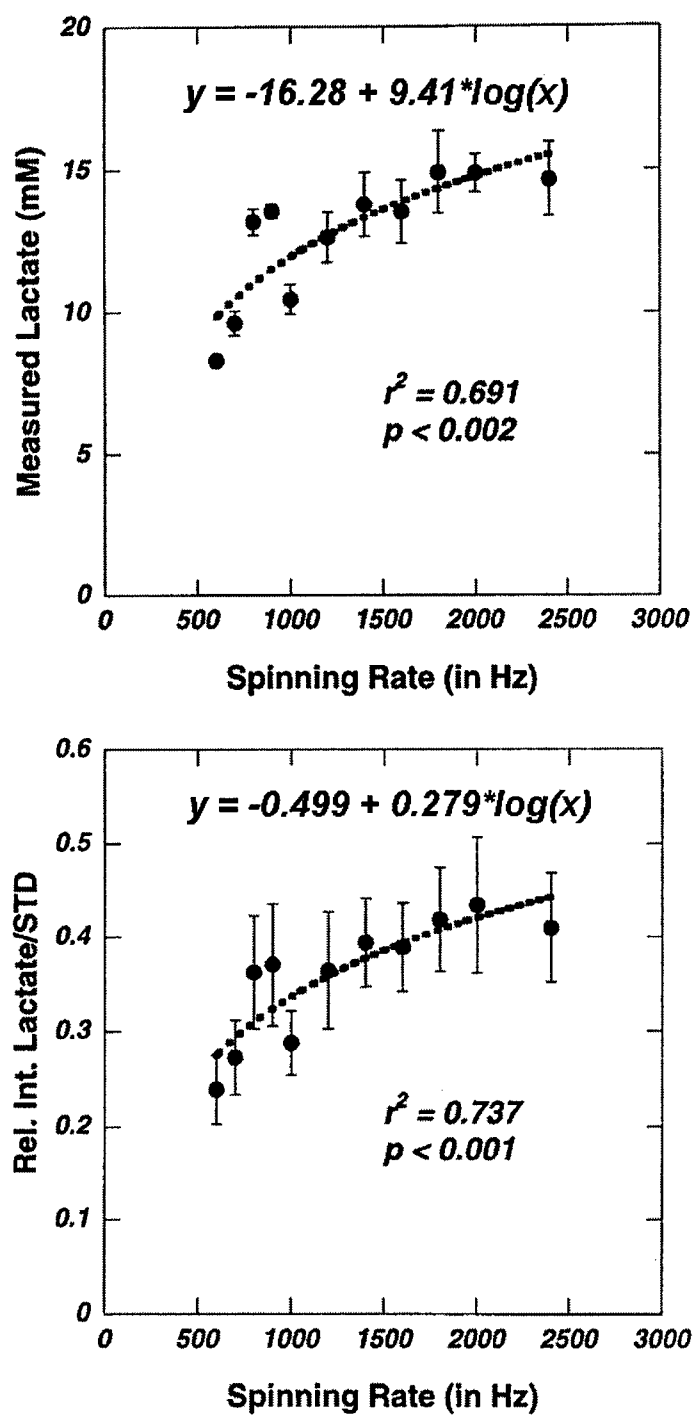 20
y = -16.28 + 9.41*log(x)
15
Measured Lactate (mM)
10
r² = 0.691
p < 0.002
5
0
0 500 1000 1500 2000 2500 3000
Spinning Rate (in Hz)
0.6
y = -0.499 + 0.279*log(x)
0.5
0.4
Rel. Int. Lactate/STD
0.3
r² = 0.737
p < 0.001
0.2
0.1
0
0 500 1000 1500 2000 2500 3000
Spinning Rate (in Hz)